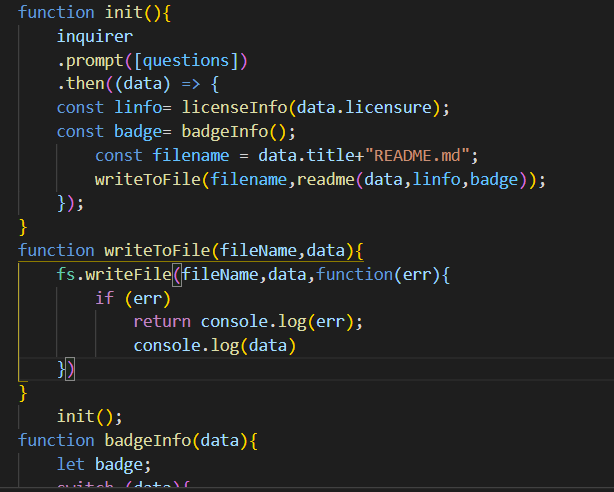 function init(){
inquirer
.prompt([questions])
.then((data) => {
const linfo= licenseInfo(data.licensure);
const badge= badgeInfo();
const filename = data.title+"README.md";
writeToFile(filename,readme(data,linfo,badge));
});
}
function writeToFile(fileName,data){
fs.writeFile(fileName,data,function(err){
if (err)
return console.log(err);
console.log(data)
})
}
init();
function badgeInfo(data){
let badge;
switch (data){